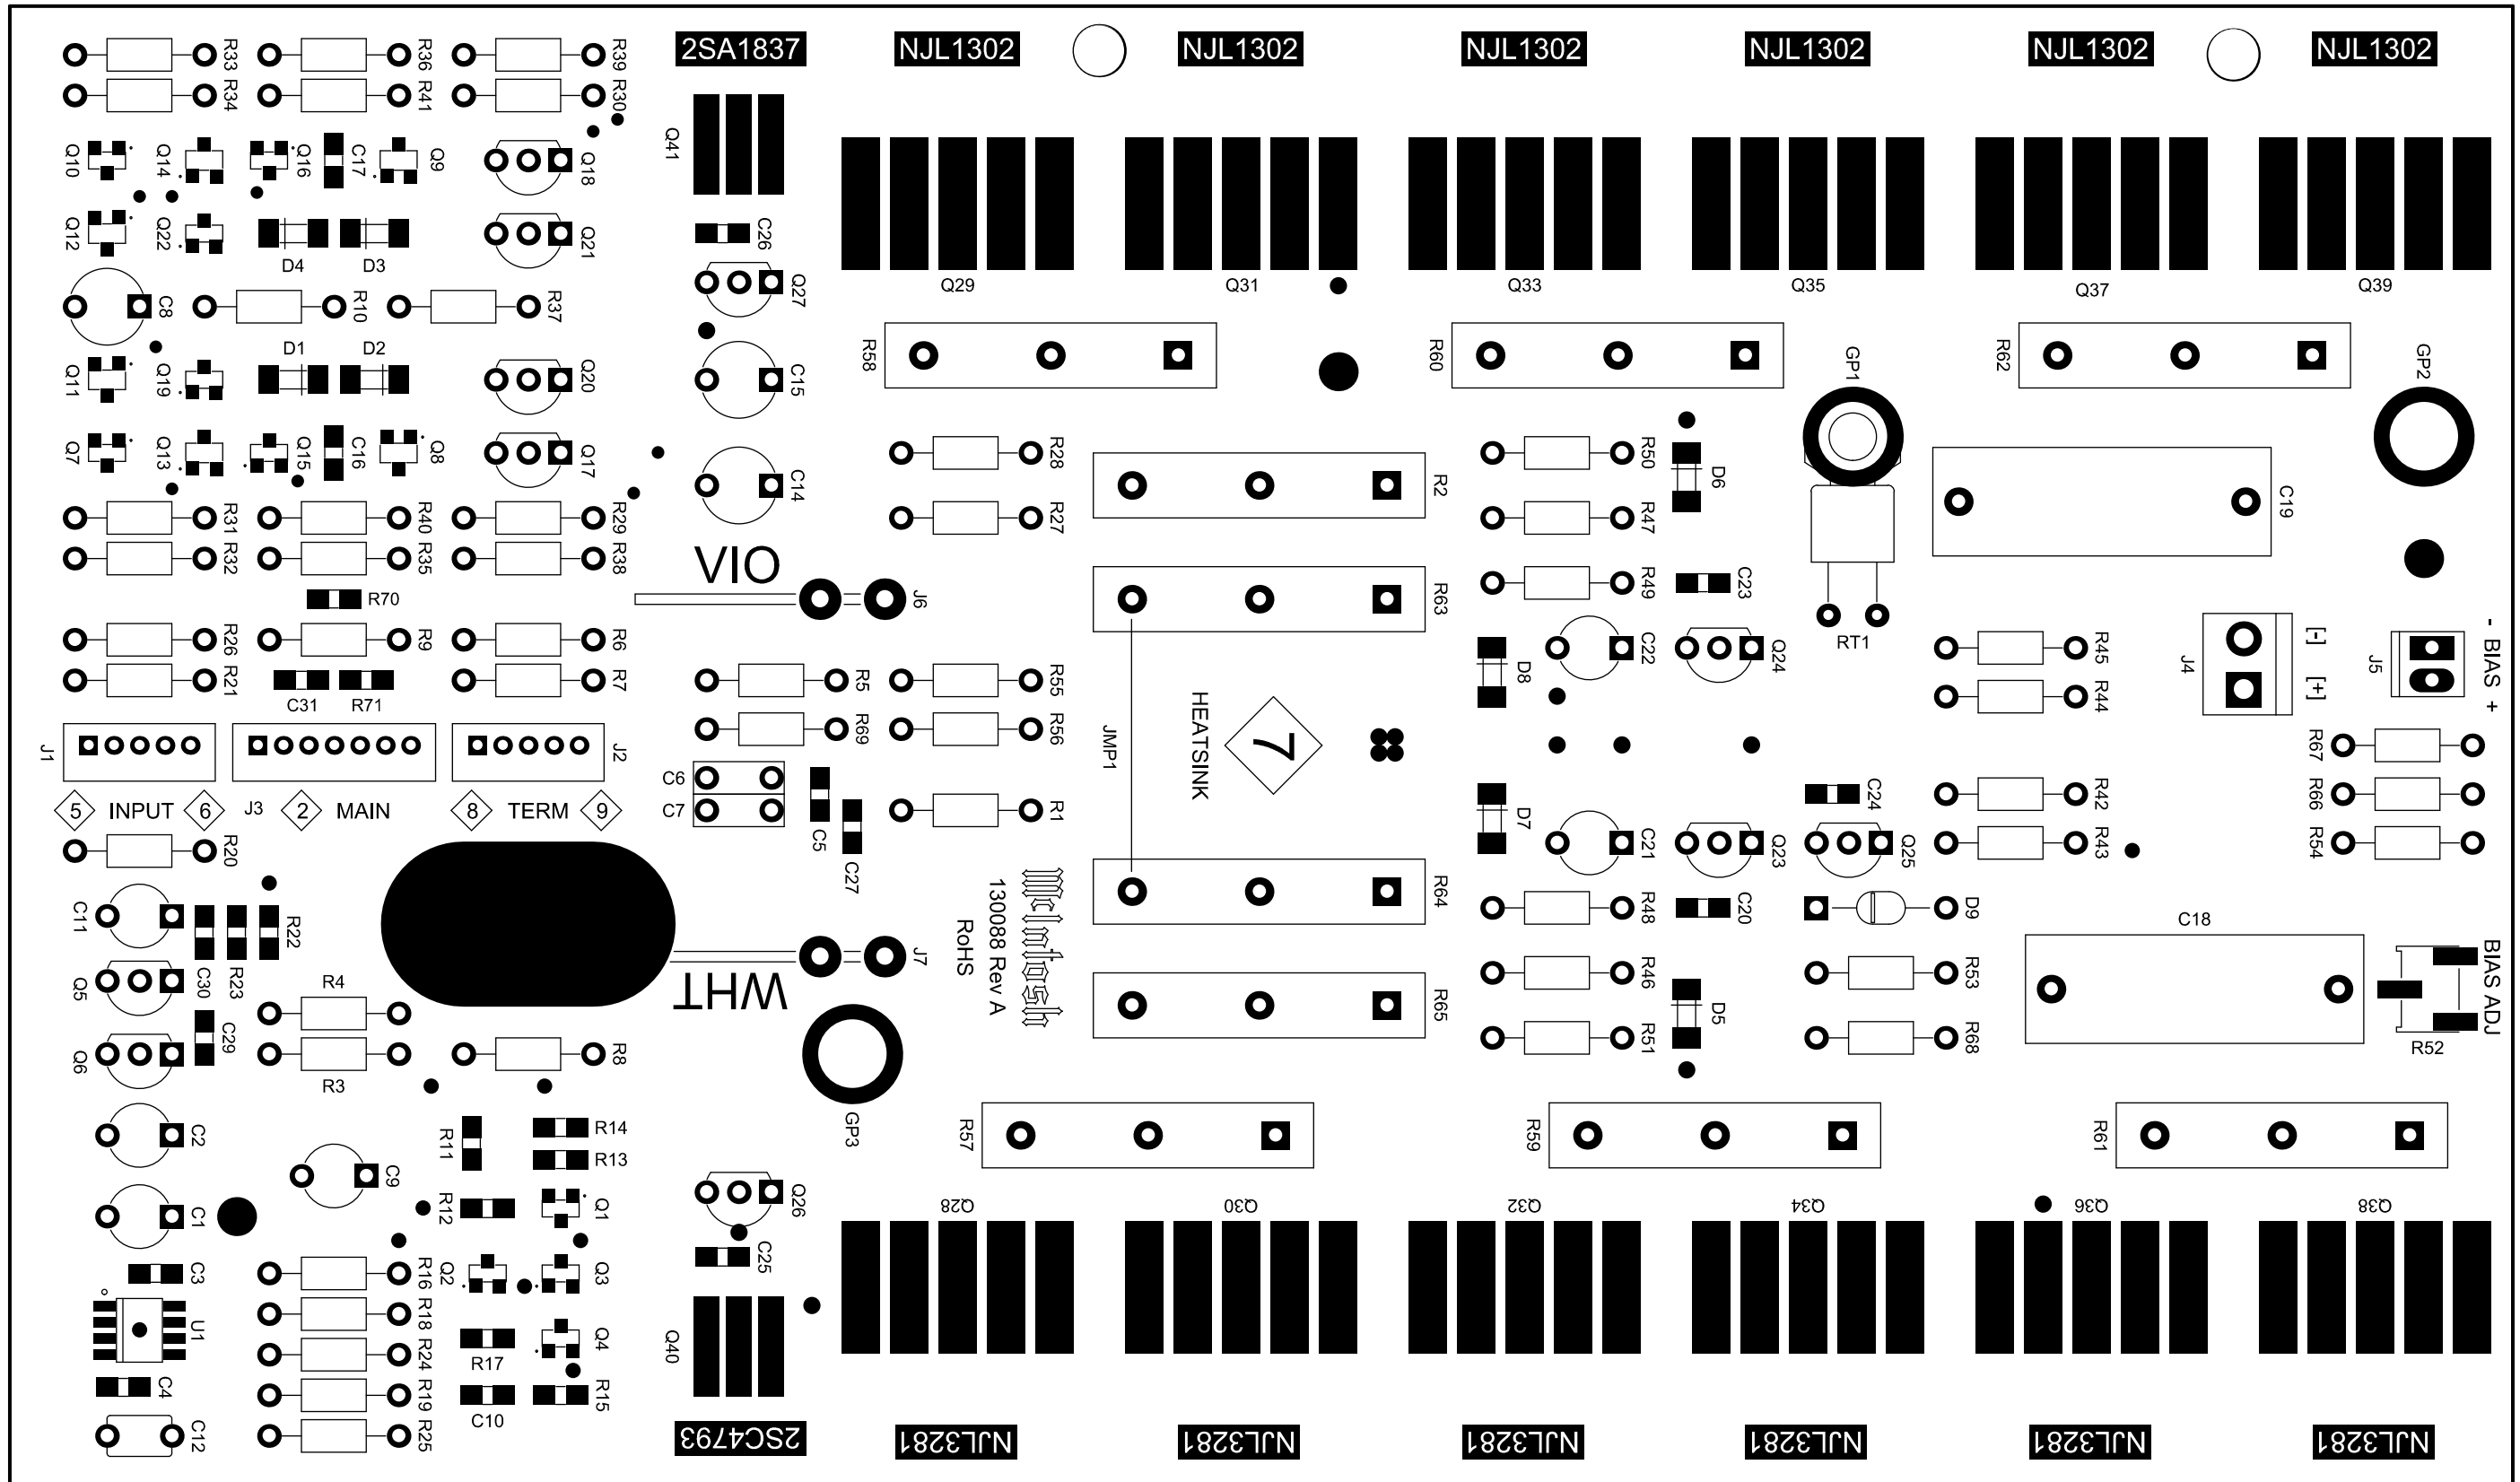 2SA1837
NJL1302
NJL1302
NJL1302
NJL1302
NJL1302
NJL1302
R33
R36
R39
R34
R41
R30
Q10
Q14
Q16
C17
Q9
Q18
Q41
Q12
Q22
D4
D3
Q21
C26
Q29
Q31
Q33
Q35
Q37
Q39
C8
R10
R37
Q27
R58
R60
R62
GP1
GP2
Q11
Q19
D1
D2
Q20
C15
Q7
Q13
Q15
C16
Q8
Q17
C14
R28
R2
R50
D6
C19
R31
R40
R29
R27
R47
R32
R35
R38
VIO
R70
J6
R63
R49
C23
RT1
R26
R9
R6
D8
C22
Q24
R45
J4
[-]
[+]
J5
- BIAS +
R21
C31
R71
R7
R5
R55
R44
J1
J2
R69
R56
JMP1
HEATSINK
7
R67
5
INPUT
6
J3
2
MAIN
8
TERM
9
C6
C7
C5
C27
R1
D7
C21
Q23
C24
Q25
R42
R43
R66
R54
R20
C11
C30
R23
R22
McIntosh
130088 Rev A
RoHS
R64
R48
C20
D9
C18
J7
WHT
Q5
R4
R46
R53
BIAS ADJ
R52
Q6
C29
R3
R8
GP3
R65
D5
R51
R68
C2
C9
R11
R14
R13
R57
R59
R61
C1
R12
Q1
Q26
Q28
Q30
Q32
Q34
Q36
Q38
C3
R16
Q2
Q3
C25
U1
R18
R24
R17
Q4
Q40
C4
R19
C10
R15
C12
R25
2SC4793
NJL3281
NJL3281
NJL3281
NJL3281
NJL3281
NJL3281